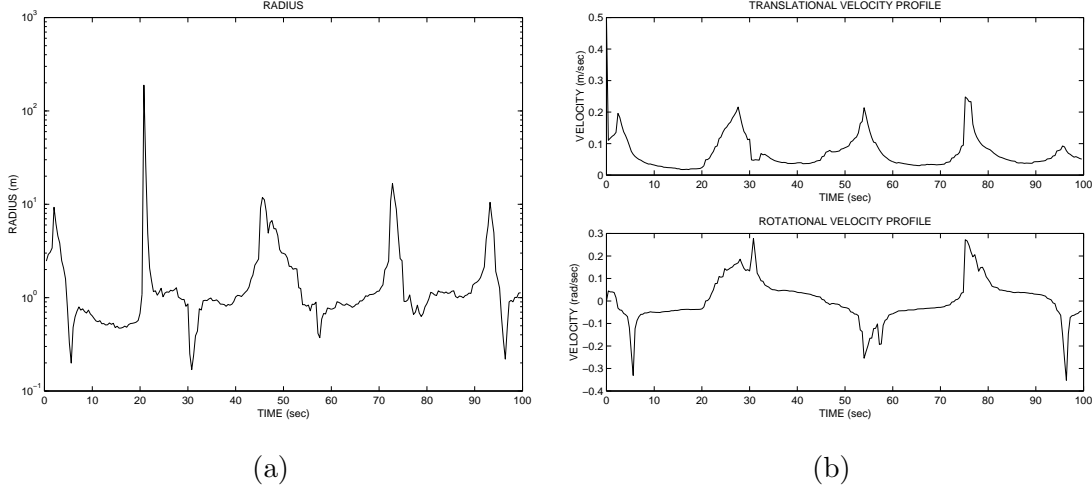 RADIUS
RADIUS (m)
10^3
10^2
10^1
10^0
10^−1
0 10 20 30 40 50 60 70 80 90 100
TIME (sec)
(a)
TRANSLATIONAL VELOCITY PROFILE
VELOCITY (m/sec)
0.5
0.4
0.3
0.2
0.1
0
0 10 20 30 40 50 60 70 80 90 100
TIME (sec)
ROTATIONAL VELOCITY PROFILE
VELOCITY (rad/sec)
0.3
0.2
0.1
0
−0.1
−0.2
−0.3
−0.4
0 10 20 30 40 50 60 70 80 90 100
TIME (sec)
(b)